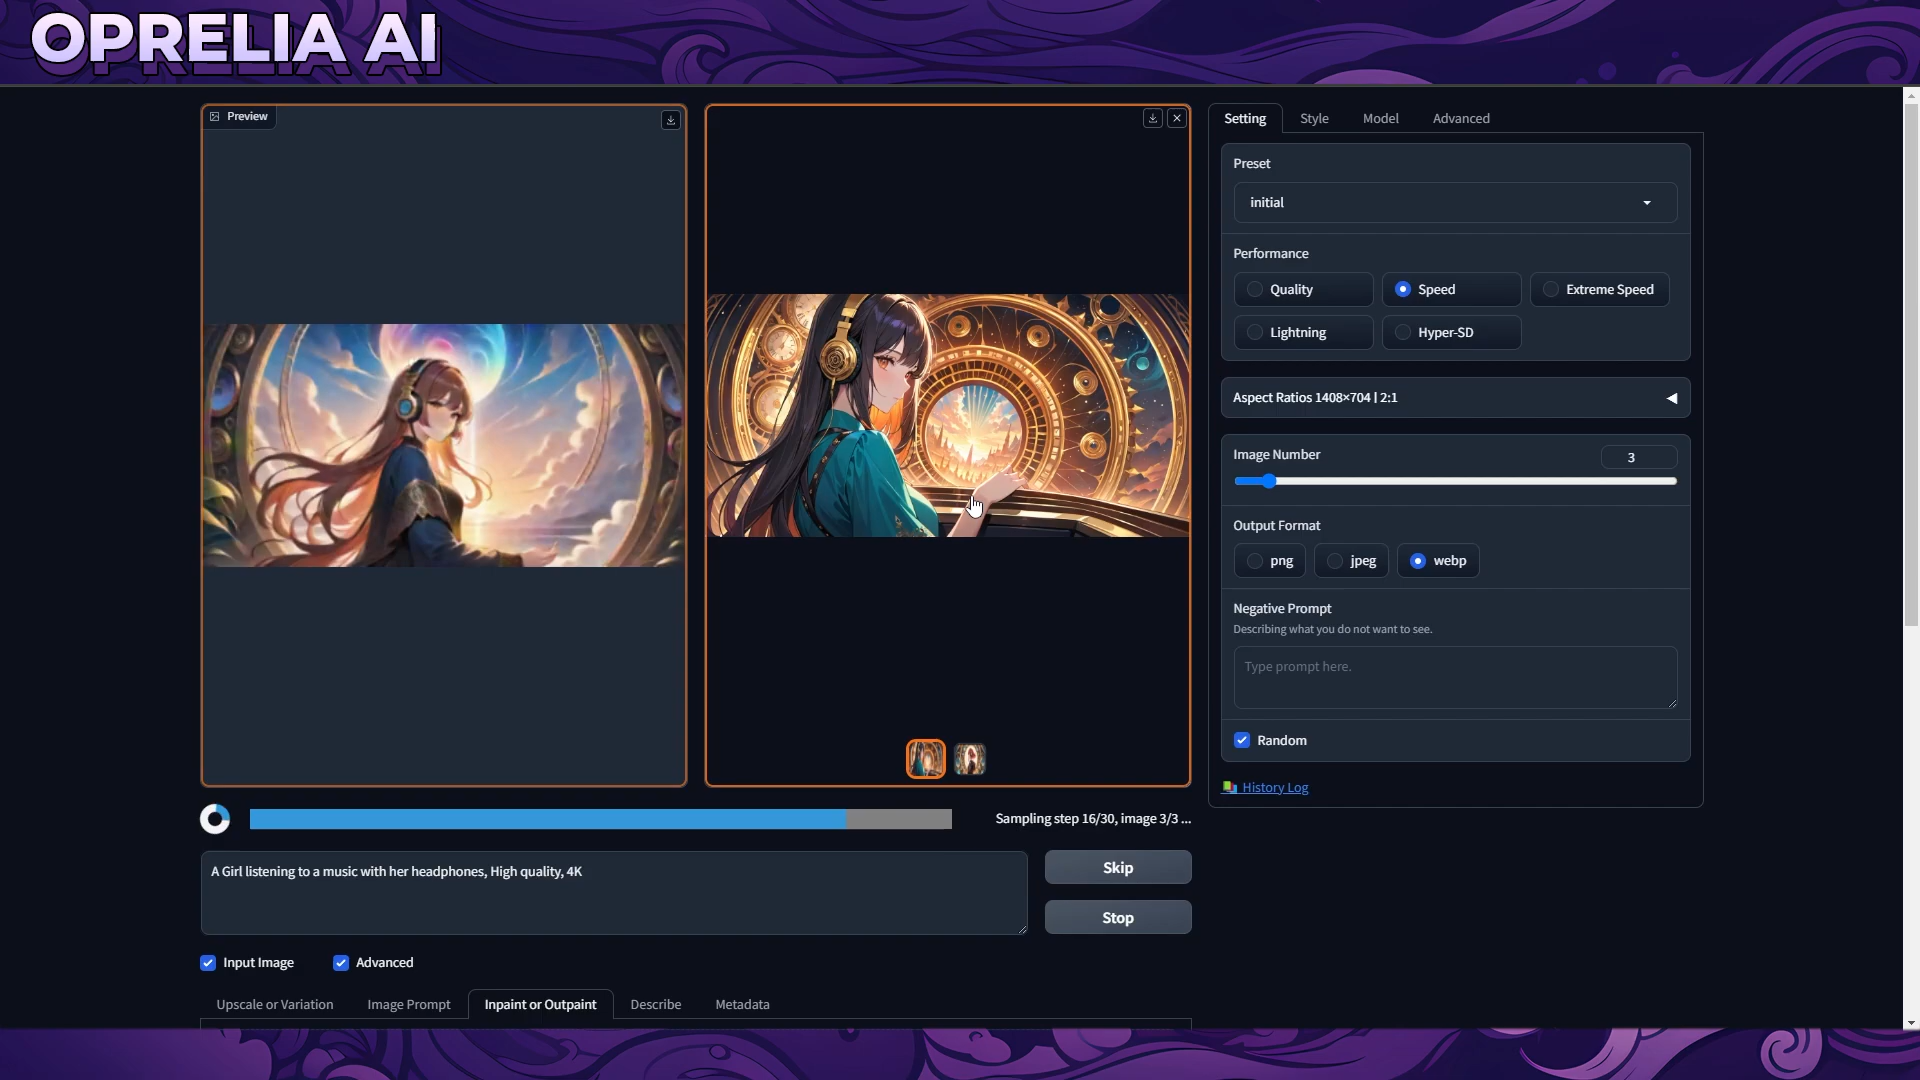 OPRELIA AI
Preview
Setting
Style
Model
Advanced
Preset
initial
Performance
Quality
Speed
Extreme Speed
Lightning
Hyper-SD
Aspect Ratios 1408×704 | 2:1
Image Number
3
Output Format
png
jpeg
webp
Negative Prompt
Describing what you do not want to see.
Type prompt here.
Random
History Log
Sampling step 16/30, image 3/3 ...
A Girl listening to a music with her headphones, High quality, 4K
Skip
Stop
Input Image
Advanced
Upscale or Variation
Image Prompt
Inpaint or Outpaint
Describe
Metadata